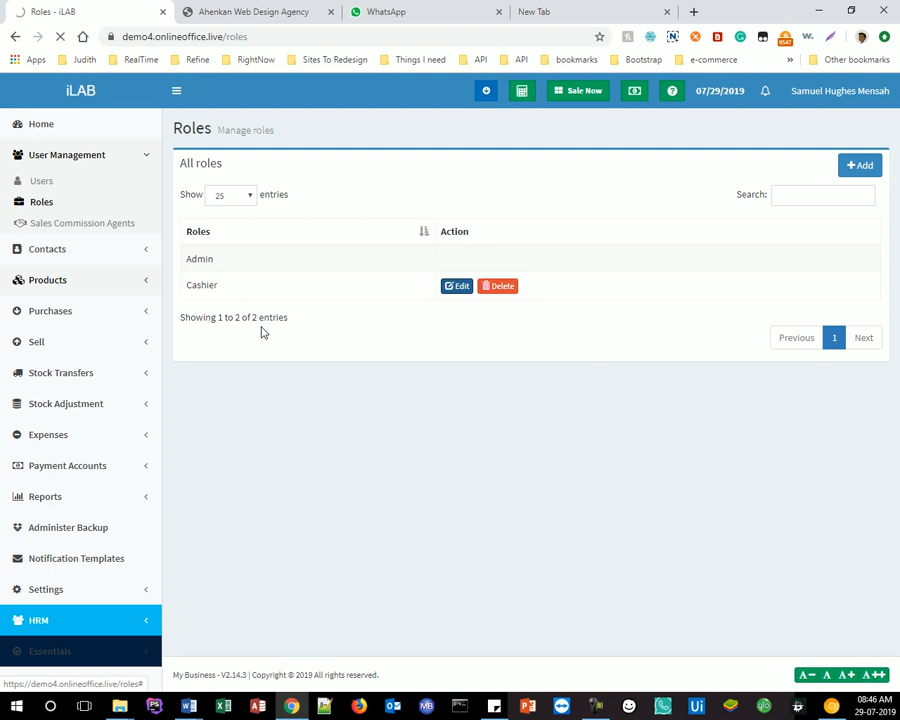 Roles - iLAB
Ahenkan Web Design Agency
WhatsApp
New Tab
demo4.onlineoffice.live/roles
9547
Apps
Judith
RealTime
Refine
RightNow
Sites To Redesign
Things I need
API
API
bookmarks
Bootstrap
e-commerce
»
Other bookmarks
iLAB
Sale Now
07/29/2019
Samuel Hughes Mensah
Home
User Management
Users
Roles
Sales Commission Agents
Contacts
Products
Purchases
Sell
Stock Transfers
Stock Adjustment
Expenses
Payment Accounts
Reports
Administer Backup
Notification Templates
Settings
HRM
Essentials
Roles Manage roles
All roles
+ Add
Show 25 entries
Search:
Roles Action
Admin
Cashier Edit Delete
Showing 1 to 2 of 2 entries
Previous 1 Next
My Business - V2.14.3 | Copyright © 2019 All rights reserved.
A- A A+ A++
https://demo4.onlineoffice.live/roles#
08:46 AM
29-07-2019